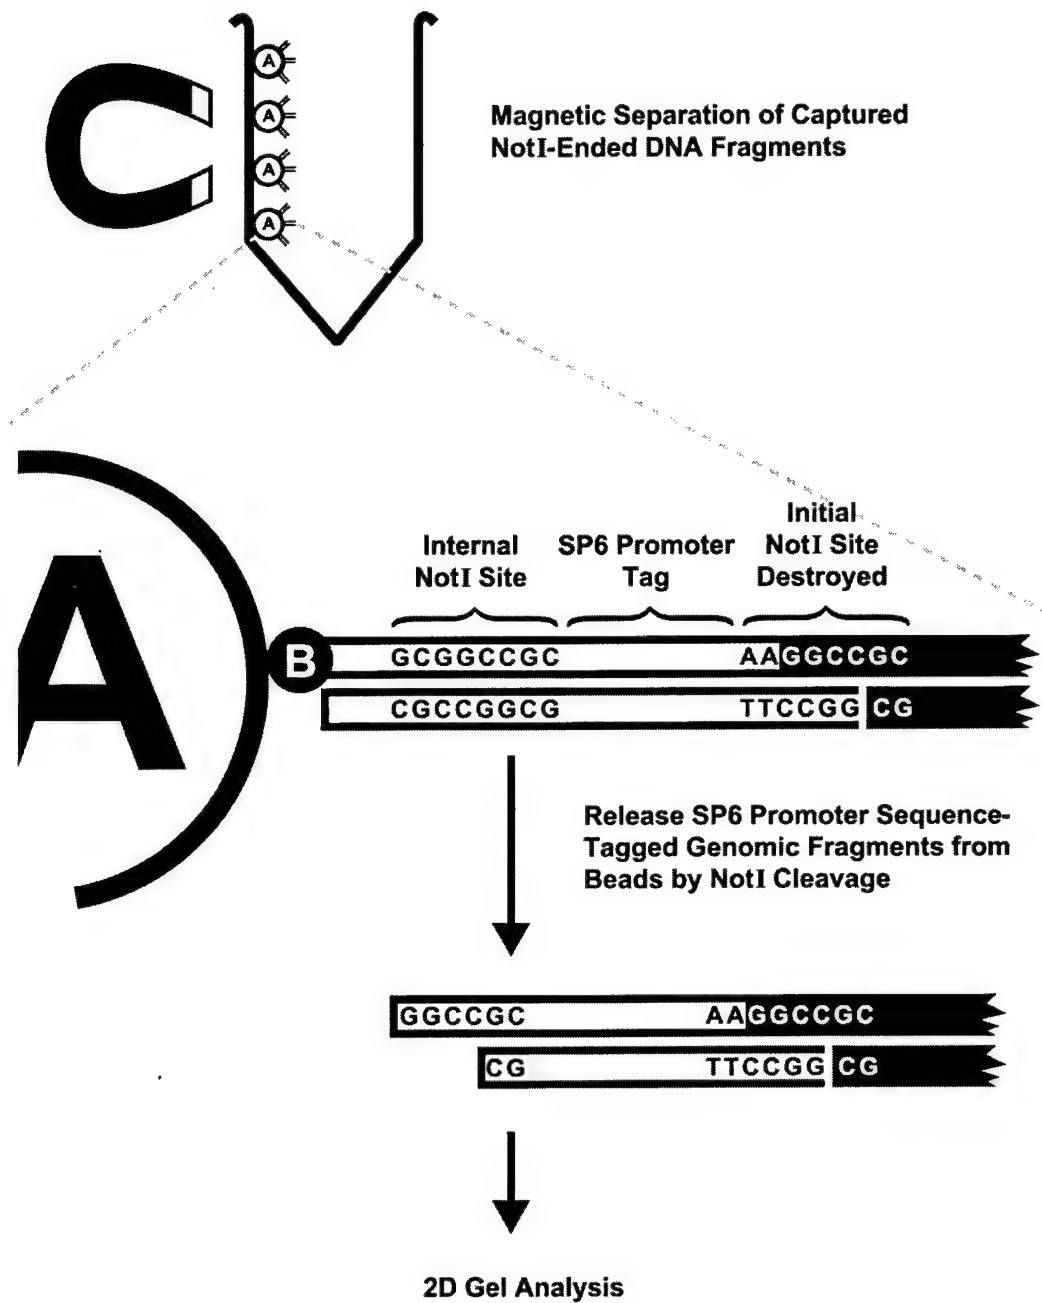 A
A
A
A
Magnetic Separation of Captured
NotI-Ended DNA Fragments
Internal
NotI Site
SP6 Promoter
Tag
Initial
NotI Site
Destroyed
A
B
GCGGCCGC AAGGCCGC
CGCCGGCG TTCCGG CG
Release SP6 Promoter Sequence-
Tagged Genomic Fragments from
Beads by NotI Cleavage
GGCCGC AAGGCCGC
CG TTCCGG CG
2D Gel Analysis